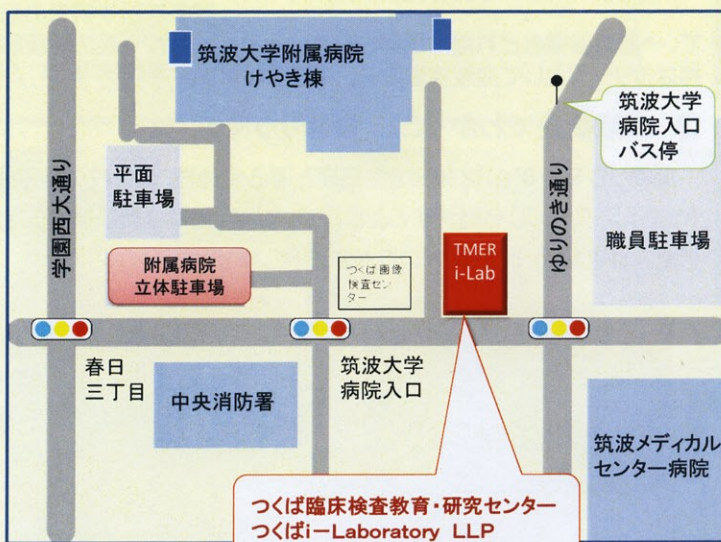 筑波大学附属病院
けやき棟
筑波大学
病院入口
バス停
学園西大通り
平面
駐車場
ゆりのき通り
職員駐車場
附属病院
立体駐車場
つくば画像
検査セン
ター
TMER
i-Lab
春日
三丁目
中央消防署
筑波大学
病院入口
筑波メディカル
センター病院
つくば臨床検査教育・研究センター
つくばi-Laboratory LLP